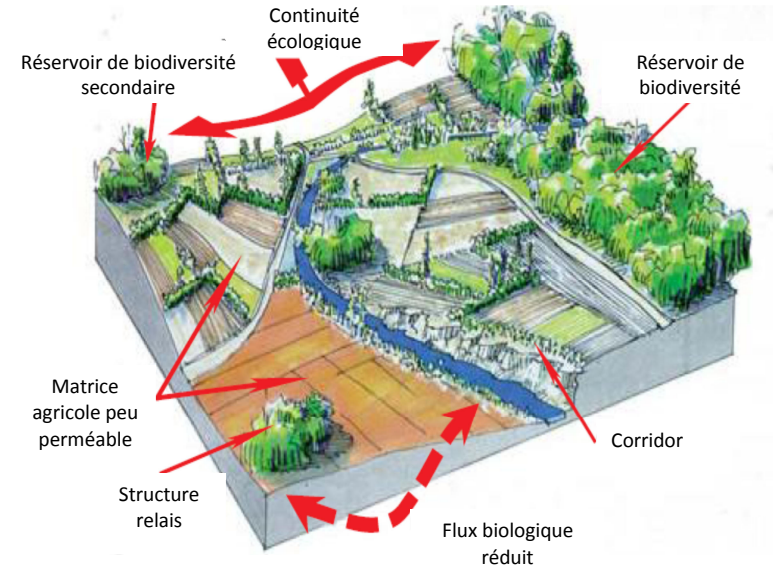 Continuité
écologique
Réservoir de biodiversité
secondaire
Réservoir de
biodiversité
Matrice
agricole peu
perméable
Corridor
Structure
relais
Flux biologique
réduit